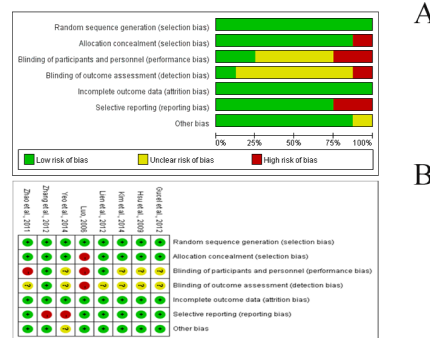 A
Random sequence generation (selection bias)
Allocation concealment (selection bias)
Blinding of participants and personnel (performance bias)
Blinding of outcome assessment (detection bias)
Incomplete outcome data (attrition bias)
Selective reporting (reporting bias)
Other bias
0% 25% 50% 75% 100%
Low risk of bias Unclear risk of bias High risk of bias
B
Zhao et al., 2011
Zhang et al., 2012
Yeo et al., 2014
Luo, 2006
Lien et al., 2012
Kim et al., 2014
Hsu et al., 2009
Gucel et al., 2012
Random sequence generation (selection bias)
Allocation concealment (selection bias)
? ? ? ? Blinding of participants and personnel (performance bias)
? ? ? ? ? ? Blinding of outcome assessment (detection bias)
Incomplete outcome data (attrition bias)
Selective reporting (reporting bias)
? Other bias